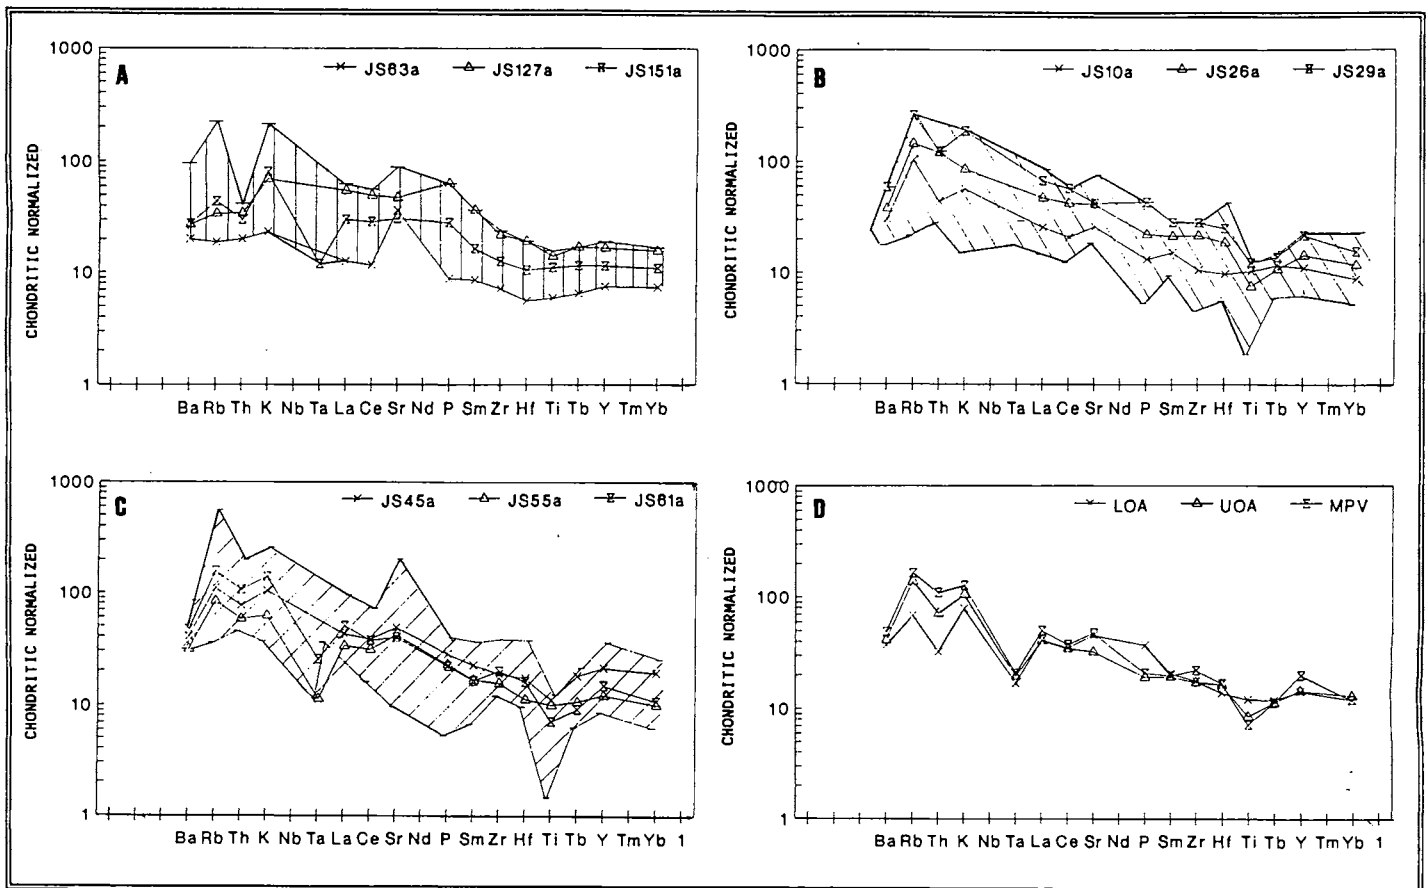 A
JS63a JS127a JS151a
CHONDRITIC NORMALIZED
1000
100
10
1
Ba Rb Th K Nb Ta La Ce Sr Nd P Sm Zr Hf Ti Tb Y Tm Yb 1
B
JS10a JS26a JS29a
CHONDRITIC NORMALIZED
1000
100
10
1
Ba Rb Th K Nb Ta La Ce Sr Nd P Sm Zr Hf Ti Tb Y Tm Yb 1
C
JS45a JS55a JS61a
CHONDRITIC NORMALIZED
1000
100
10
1
Ba Rb Th K Nb Ta La Ce Sr Nd P Sm Zr Hf Ti Tb Y Tm Yb 1
D
LOA UOA MPV
CHONDRITIC NORMALIZED
1000
100
10
1
Ba Rb Th K Nb Ta La Ce Sr Nd P Sm Zr Hf Ti Tb Y Tm Yb 1